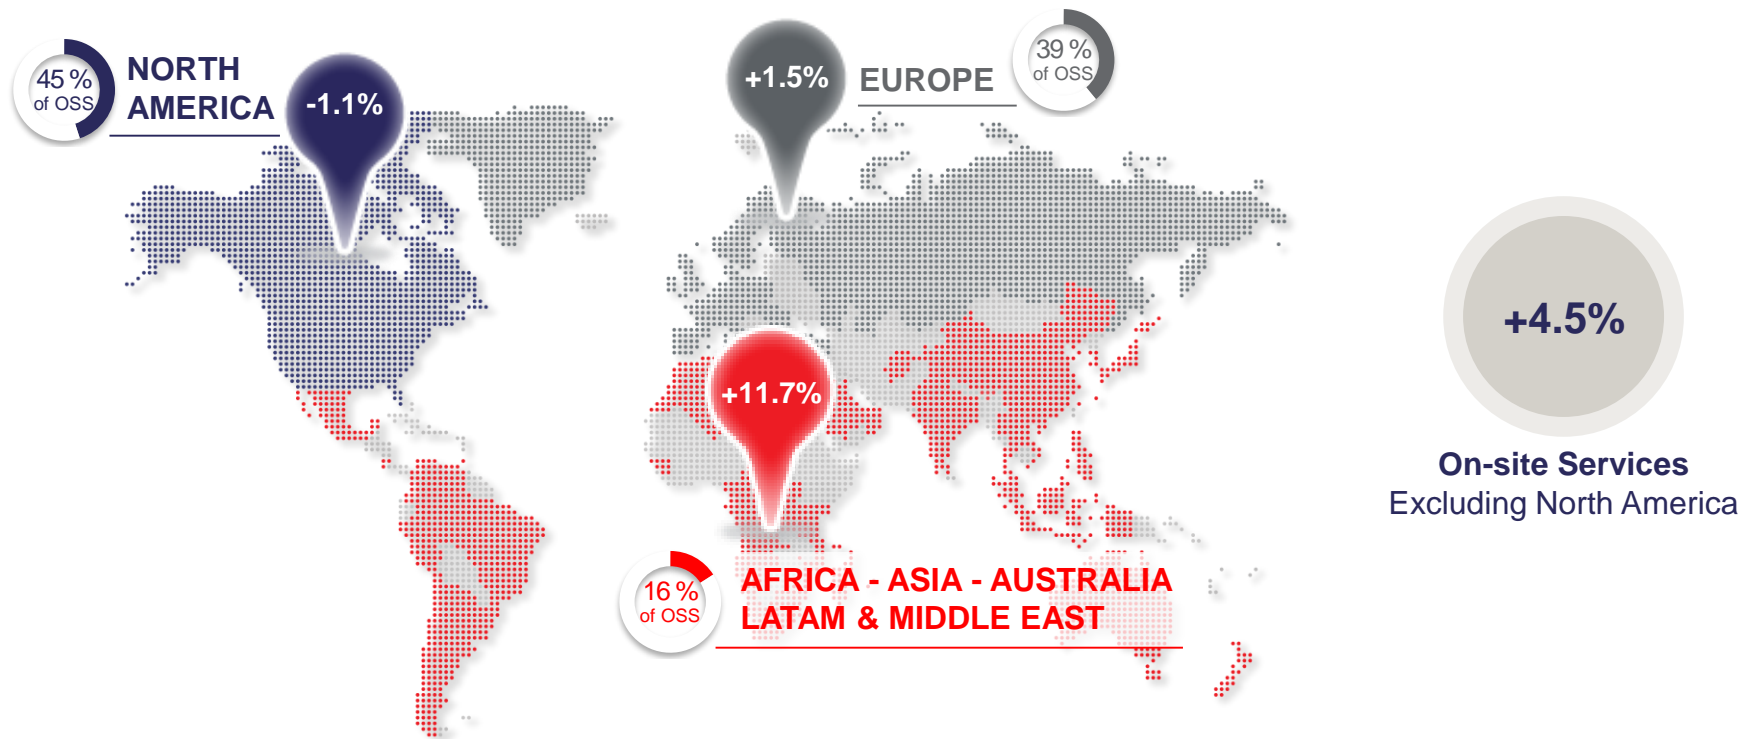 45 %
of OSS
NORTH
AMERICA
-1.1%
+1.5%
EUROPE
39 %
of OSS
+11.7%
16 %
of OSS
AFRICA - ASIA - AUSTRALIA
LATAM & MIDDLE EAST
+4.5%
On-site Services
Excluding North America